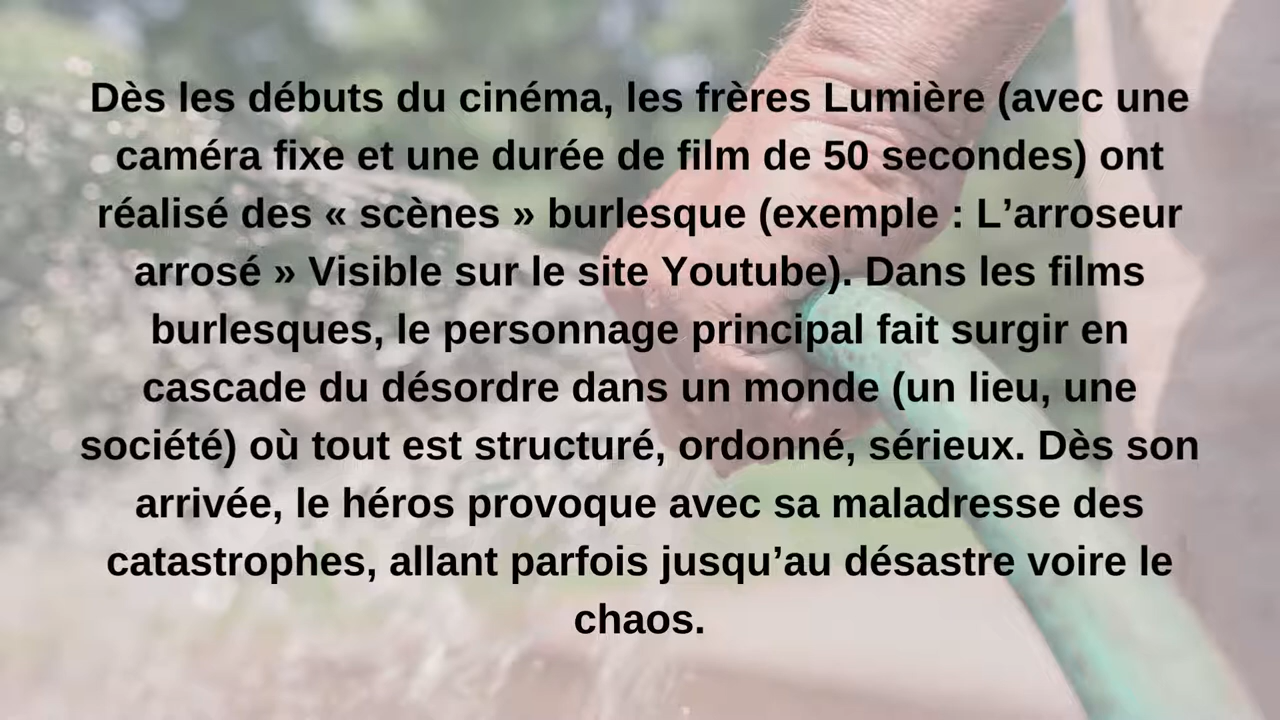 Dès les débuts du cinéma, les frères Lumière (avec une
caméra fixe et une durée de film de 50 secondes) ont
réalisé des « scènes » burlesque (exemple : L’arroseur
arrosé » Visible sur le site Youtube). Dans les films
burlesques, le personnage principal fait surgir en
cascade du désordre dans un monde (un lieu, une
société) où tout est structuré, ordonné, sérieux. Dès son
arrivée, le héros provoque avec sa maladresse des
catastrophes, allant parfois jusqu’au désastre voire le
chaos.